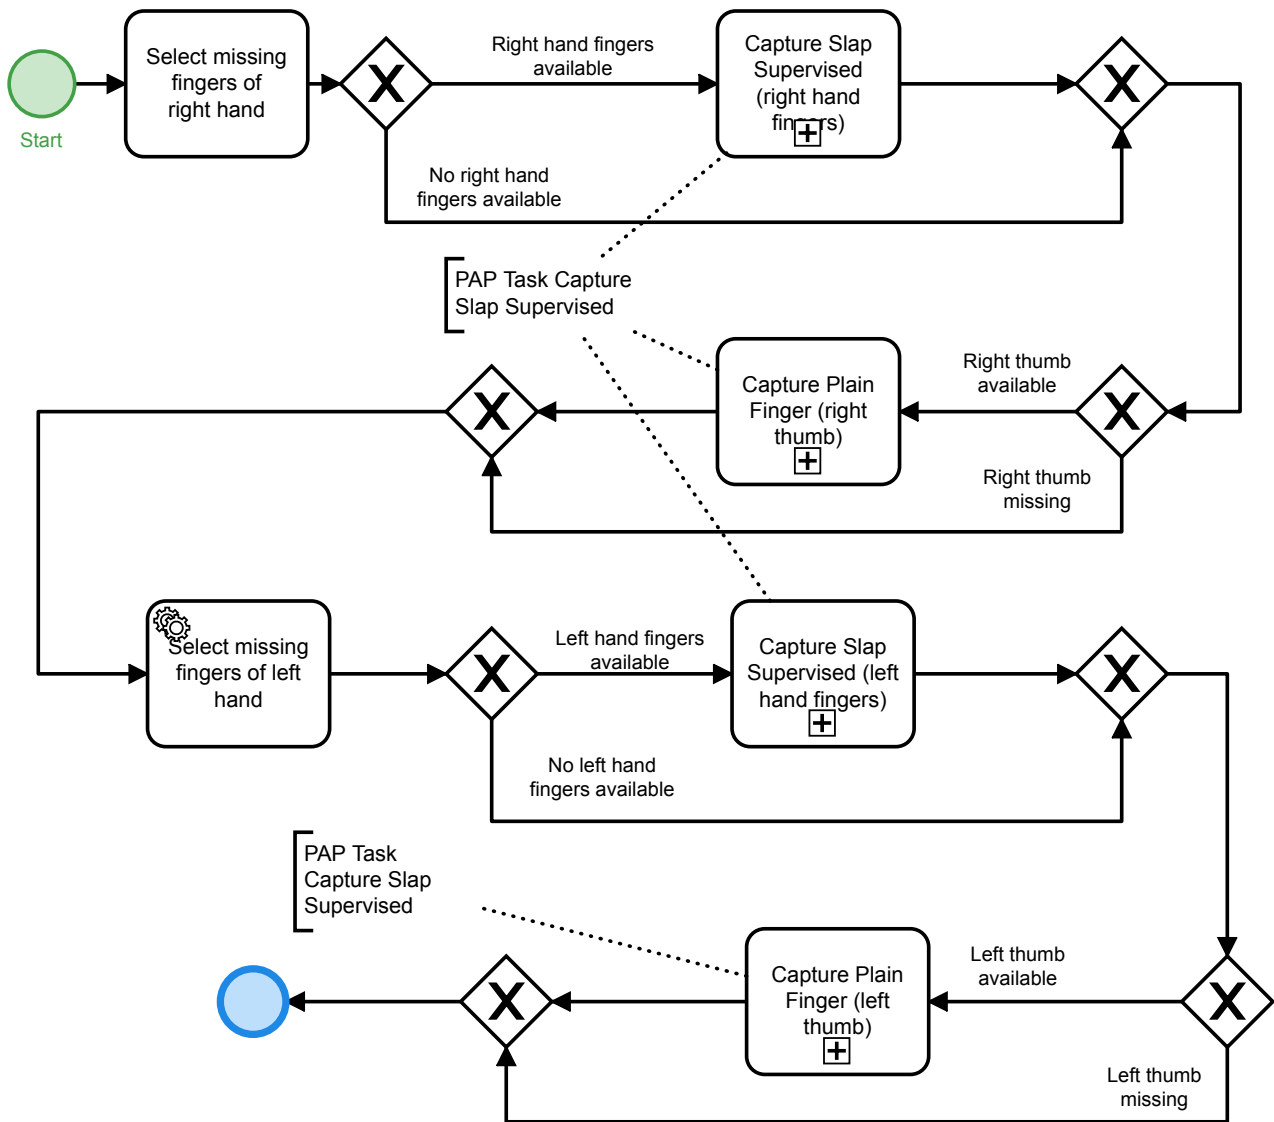 Select missing
fingers of
right hand
Right hand fingers
available
Capture Slap
Supervised
(right hand
fingers)
Start
No right hand
fingers available
PAP Task Capture
Slap Supervised
Capture Plain
Finger (right
thumb)
Right thumb
available
Right thumb
missing
Select missing
fingers of left
hand
Left hand fingers
available
Capture Slap
Supervised (left
hand fingers)
No left hand
fingers available
PAP Task
Capture Slap
Supervised
Capture Plain
Finger (left
thumb)
Left thumb
available
Left thumb
missing